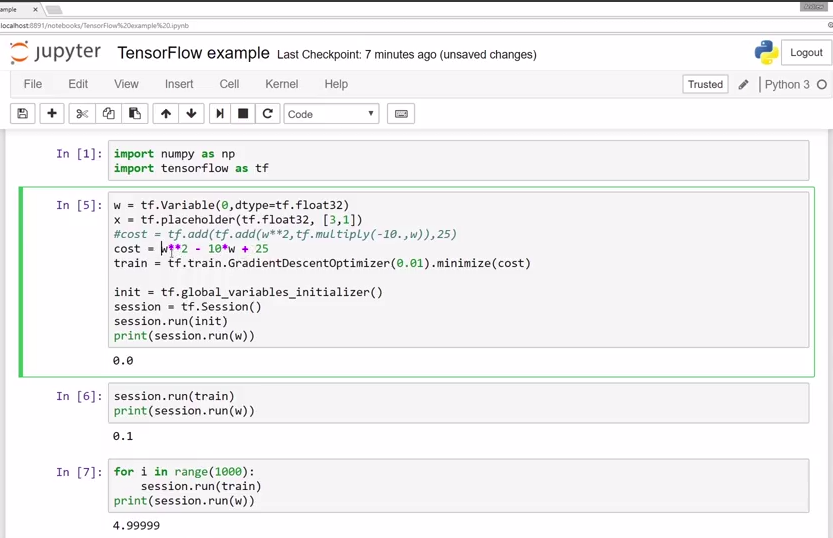 ample ×
localhost:8891/notebooks/TensorFlow%20example%20.ipynb
jupyter TensorFlow example Last Checkpoint: 7 minutes ago (unsaved changes)
Logout
File Edit View Insert Cell Kernel Help
Trusted Python 3
Code
In [1]:
import numpy as np
import tensorflow as tf
In [5]:
w = tf.Variable(0,dtype=tf.float32)
x = tf.placeholder(tf.float32, [3,1])
#cost = tf.add(tf.add(w**2,tf.multiply(-10.,w)),25)
cost = w**2 - 10*w + 25
train = tf.train.GradientDescentOptimizer(0.01).minimize(cost)
init = tf.global_variables_initializer()
session = tf.Session()
session.run(init)
print(session.run(w))
0.0
In [6]:
session.run(train)
print(session.run(w))
0.1
In [7]:
for i in range(1000):
    session.run(train)
print(session.run(w))
4.99999